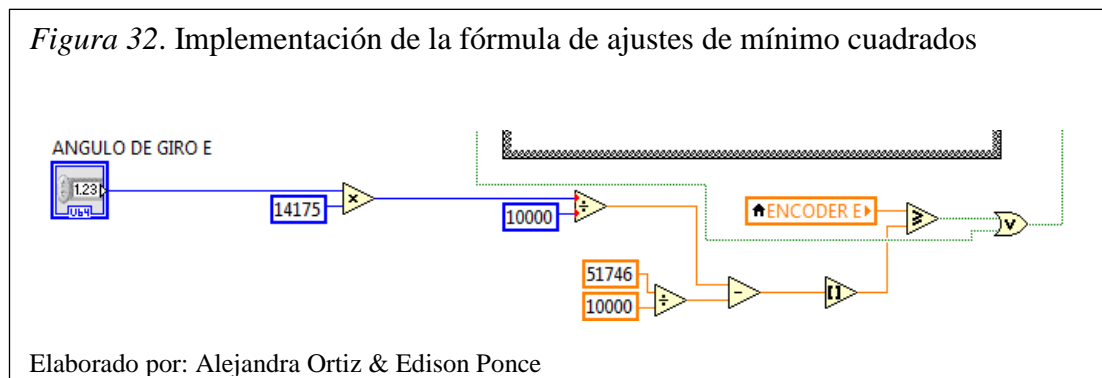 Figura 32. Implementación de la fórmula de ajustes de mínimo cuadrados
ANGULO DE GIRO E
1.23
U64
14175
×
10000
÷
ENCODER E
≥
V
51746
10000
÷
−
[]
Elaborado por: Alejandra Ortiz & Edison Ponce